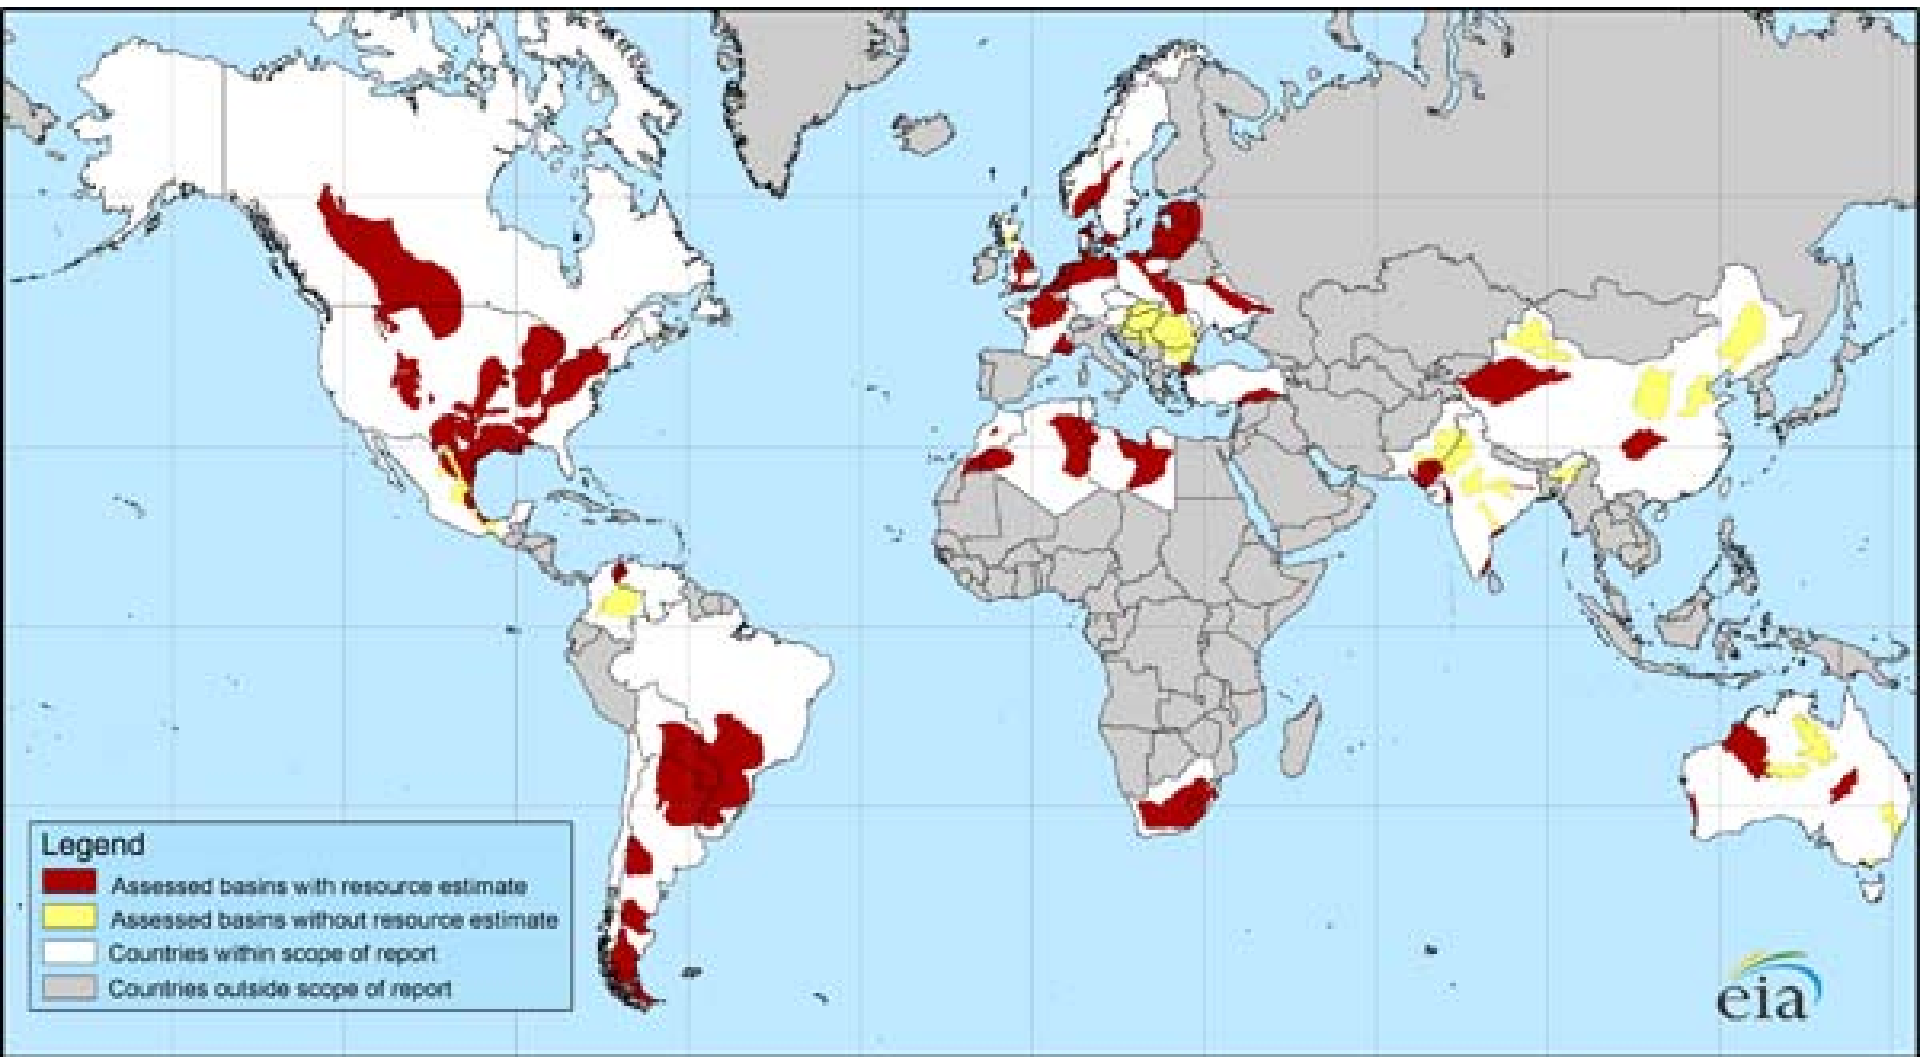 Legend
Assessed basins with resource estimate
Assessed basins without resource estimate
Countries within scope of report
Countries outside scope of report
eia